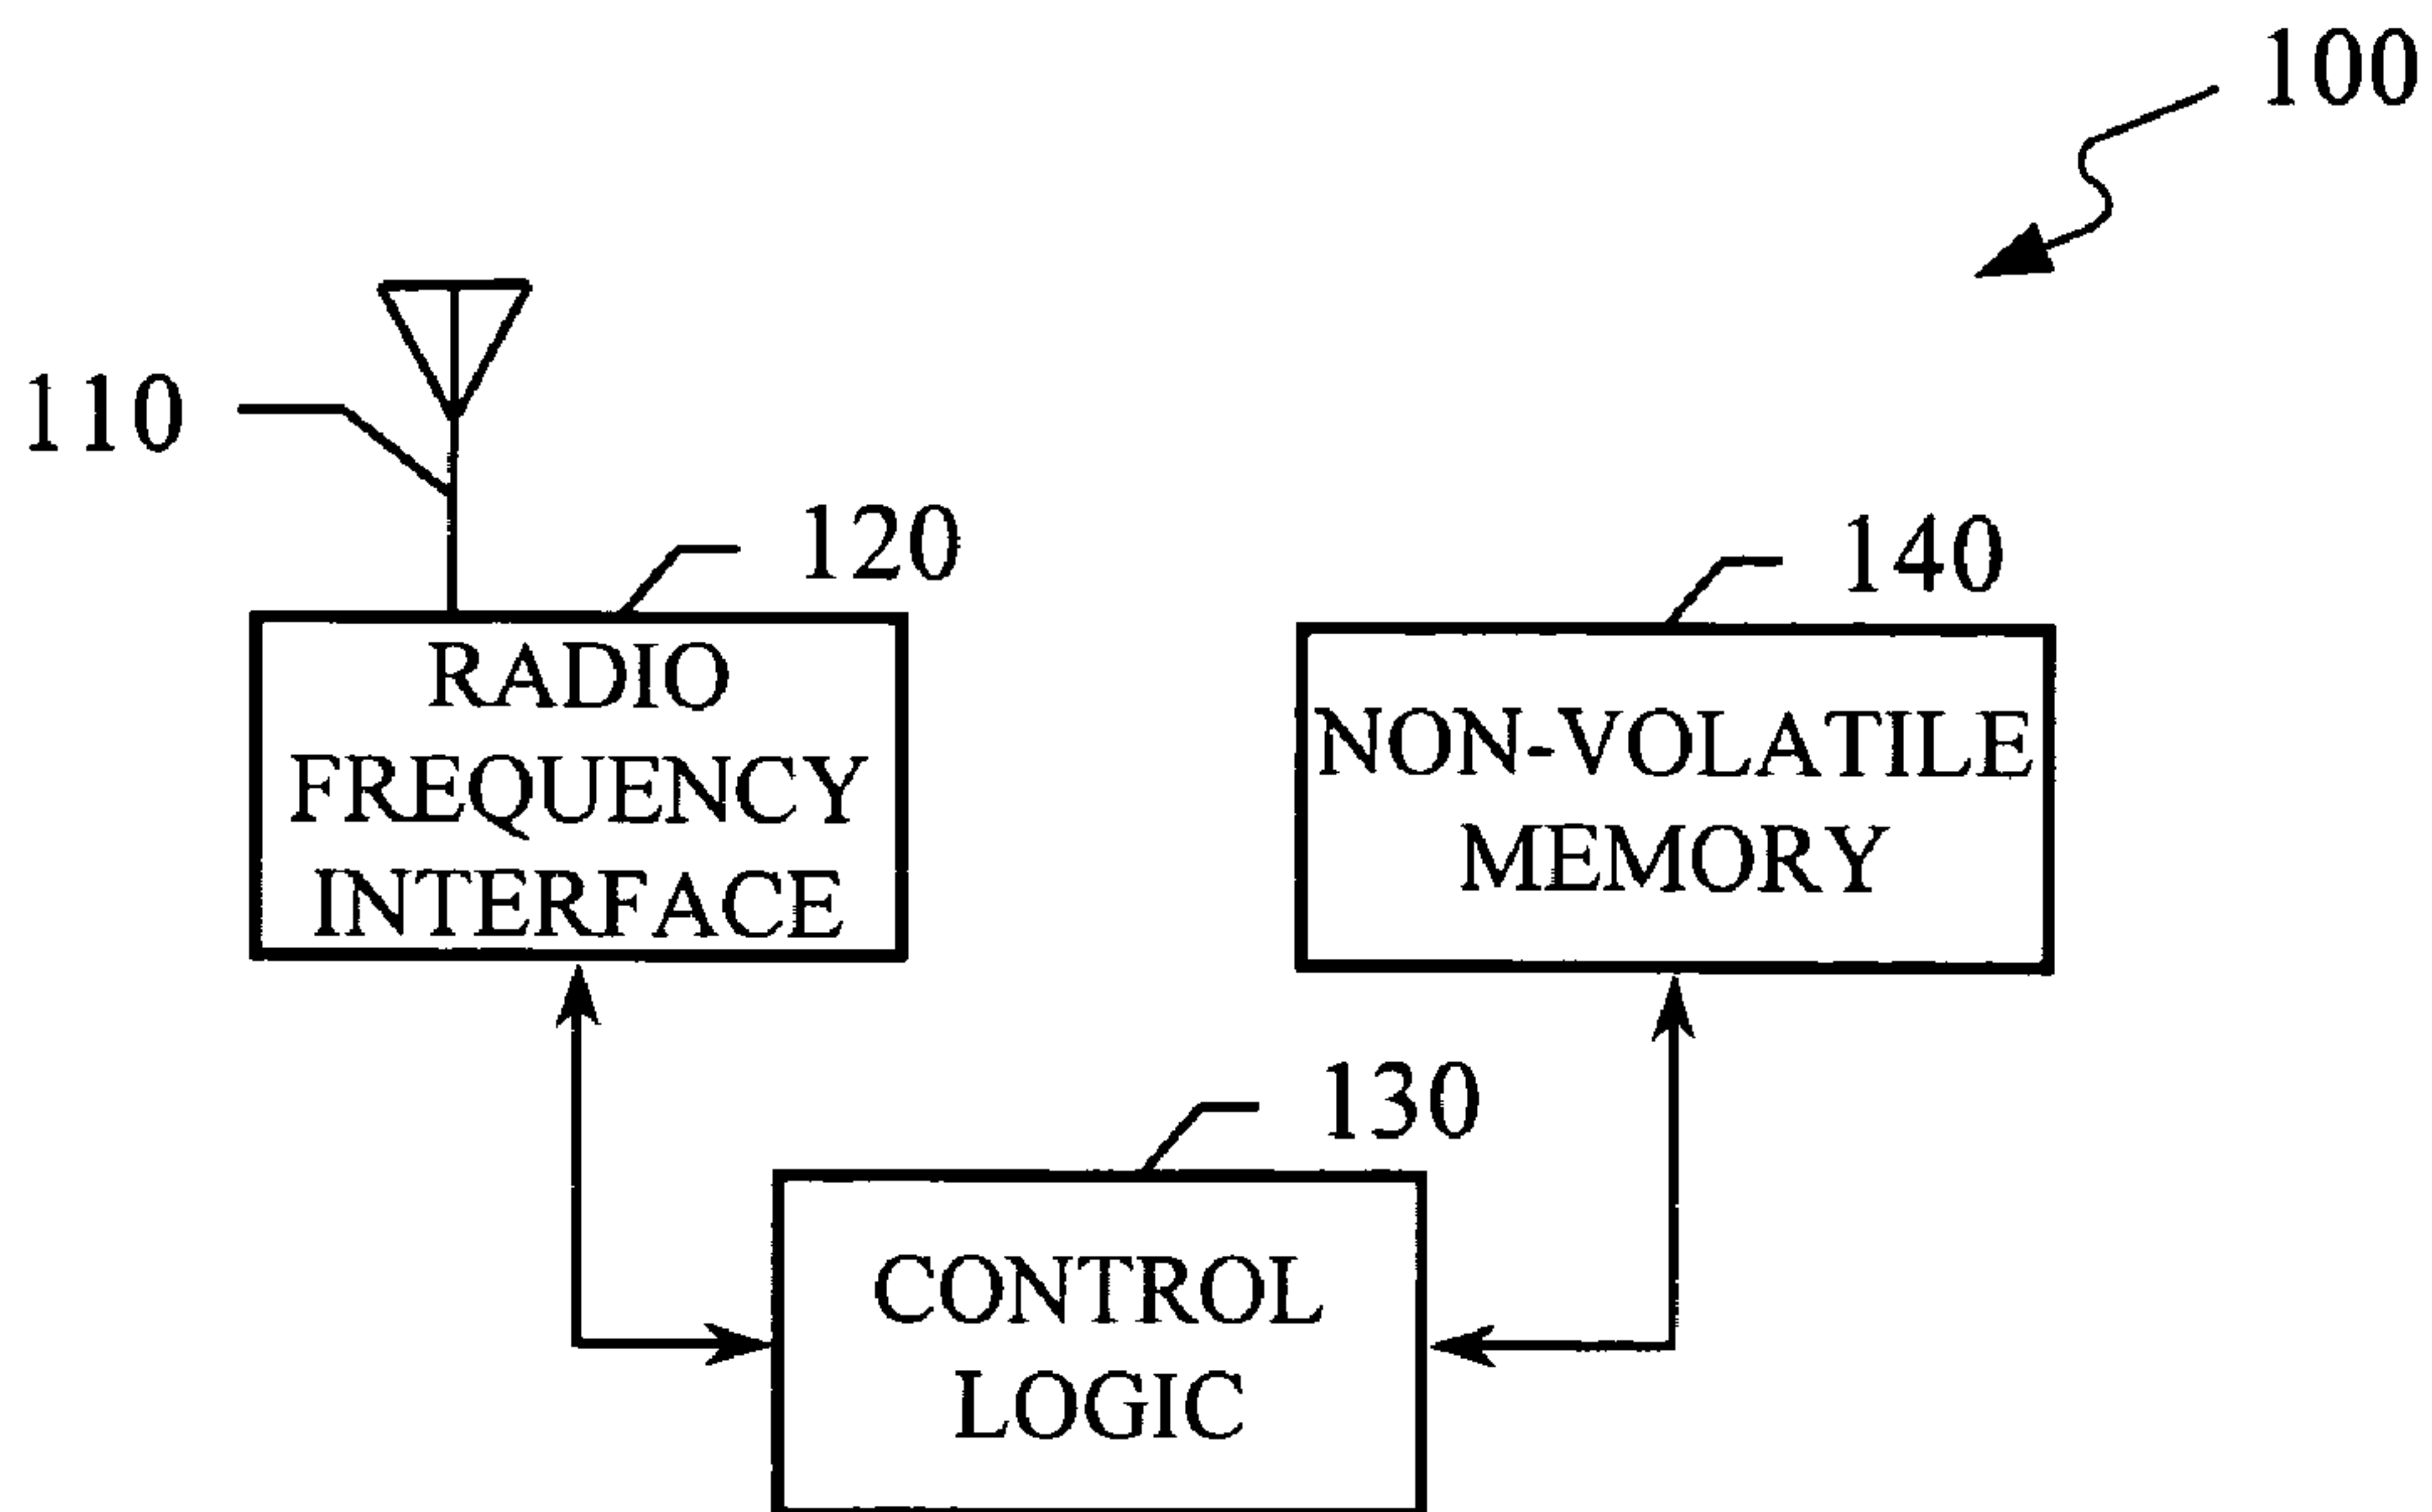 100
110
120
140
RADIO
FREQUENCY
INTERFACE
NON-VOLATILE
MEMORY
130
CONTROL
LOGIC